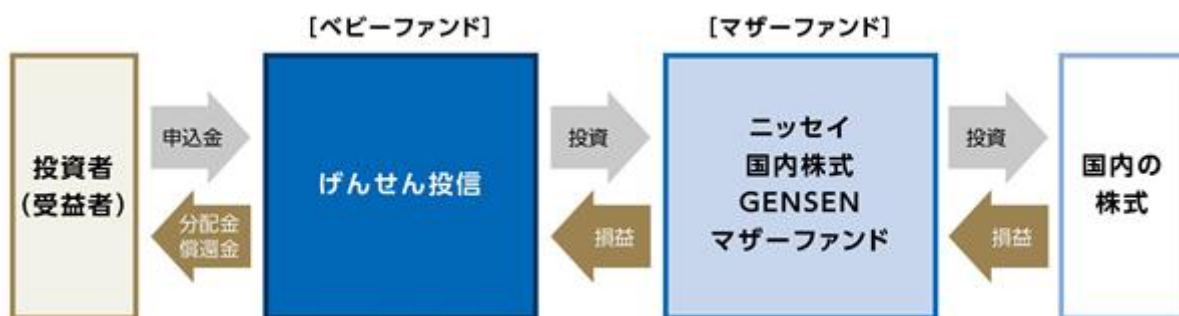 [ベビーファンド]
[マザーファンド]
投資者
(受益者)
申込金
分配金
償還金
げんせん投信
投資
損益
ニッセイ
国内株式
GENSEN
マザーファンド
投資
損益
国内の
株式